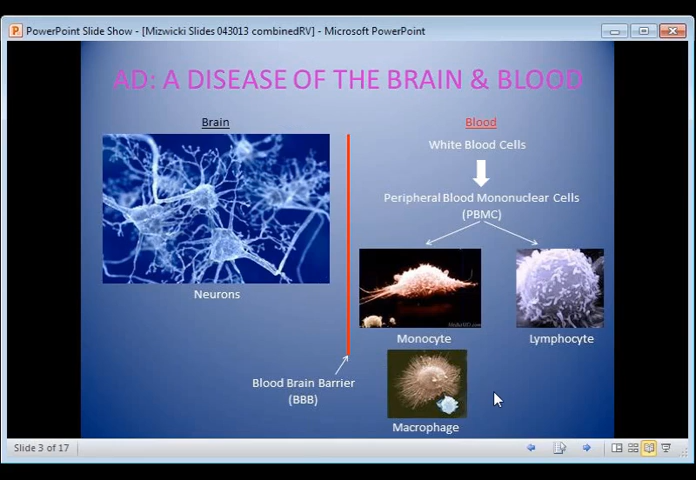 PowerPoint Slide Show - [Mizwicki Slides 043013 combinedRV] - Microsoft PowerPoint
AD: A DISEASE OF THE BRAIN & BLOOD
Brain
Blood
White Blood Cells
Peripheral Blood Mononuclear Cells
(PBMC)
Neurons
Monocyte
Lymphocyte
Blood Brain Barrier
(BBB)
Macrophage
Slide 3 of 17